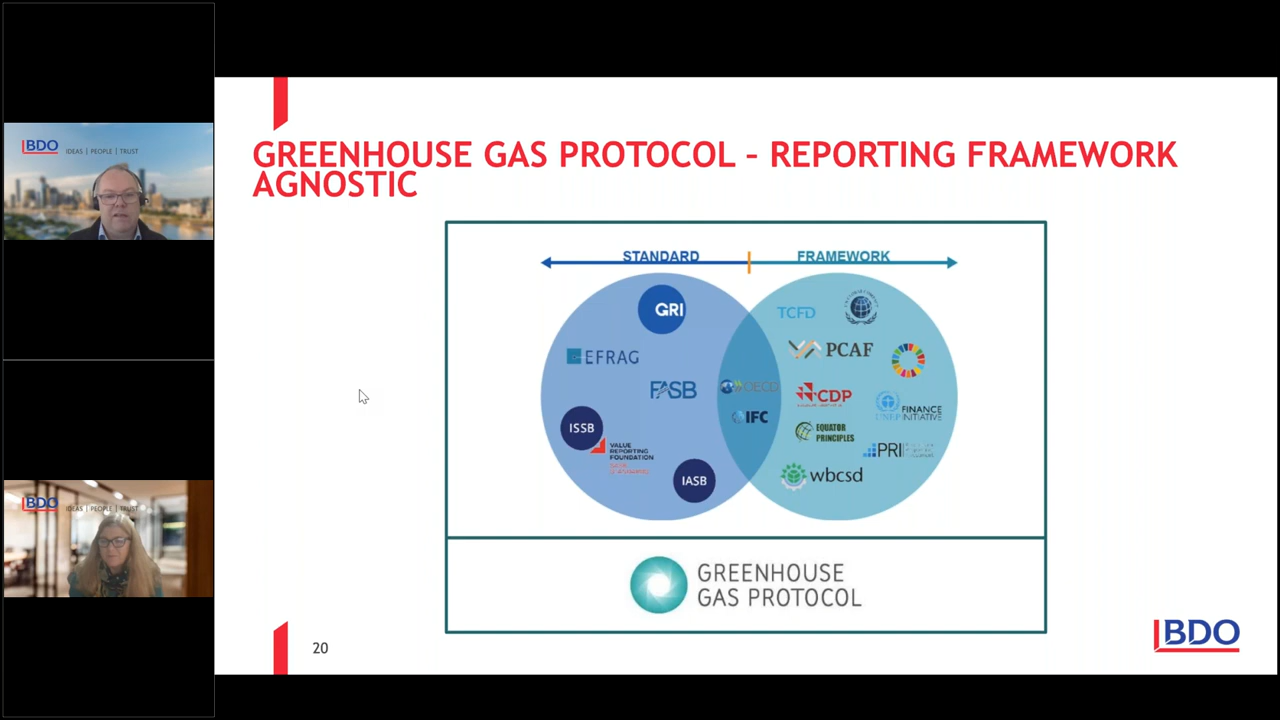 BDO
IDEAS | PEOPLE | TRUST
BDO
IDEAS | PEOPLE | TRUST
GREENHOUSE GAS PROTOCOL – REPORTING FRAMEWORK
AGNOSTIC
STANDARD
FRAMEWORK
GRI
TCFD
EFRAG
PCAF
FASB
OECD
CDP
IFC
FINANCE
INITIATIVE
UNEP
ISSB
EQUATOR
PRINCIPLES
VALUE
REPORTING
FOUNDATION
PRI
IASB
wbcsd
GREENHOUSE
GAS PROTOCOL
20
BDO